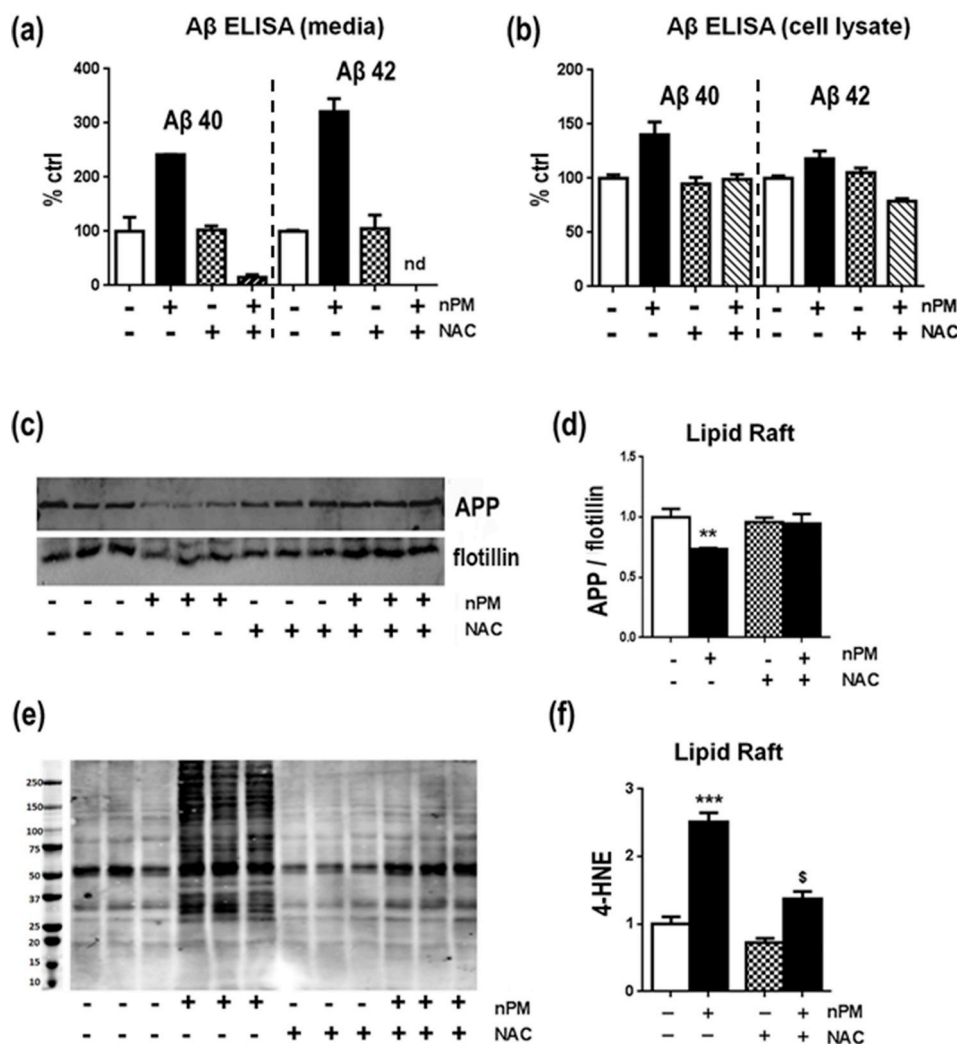 (a)
Aβ ELISA (media)
% ctrl
400
300
200
100
0
Aβ 40
Aβ 42
nd
- + - + - + - + nPM
- - + + - - + + NAC
(b)
Aβ ELISA (cell lysate)
% ctrl
200
150
100
50
0
Aβ 40
Aβ 42
- + - + - + - + nPM
- - + + - - + + NAC
(c)
APP
flotillin
- - - + + + - - - + + + nPM
- - - - - - + + + + + + NAC
(d)
Lipid Raft
APP / flotillin
1.5
1.0
0.5
0.0
**
- + - + nPM
- - + + NAC
(e)
250
150
100
75
50
37
25
20
15
10
- - - + + + - - - + + + nPM
- - - - - - + + + + + + NAC
(f)
Lipid Raft
4-HNE
3
2
1
0
***
$
- + - + nPM
- - + + NAC